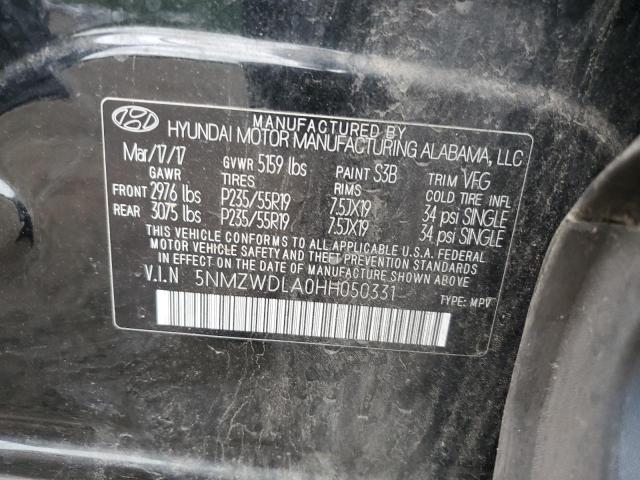 MANUFACTURED BY
HYUNDAI MOTOR MANUFACTURING ALABAMA, LLC
Mar/17/17 GVWR 5159 lbs PAINT S3B TRIM VFG
GAWR TIRES RIMS COLD TIRE INFL
FRONT 2976 lbs P235/55R19 7.5JX19 34 psi SINGLE
REAR 3075 lbs P235/55R19 7.5JX19 34 psi SINGLE
THIS VEHICLE CONFORMS TO ALL APPLICABLE U.S.A. FEDERAL
MOTOR VEHICLE SAFETY AND THEFT PREVENTION STANDARDS
IN EFFECT ON THE DATE OF MANUFACTURE SHOWN ABOVE.
V.I.N 5NMZWDLA0HH050331
TYPE: MPV